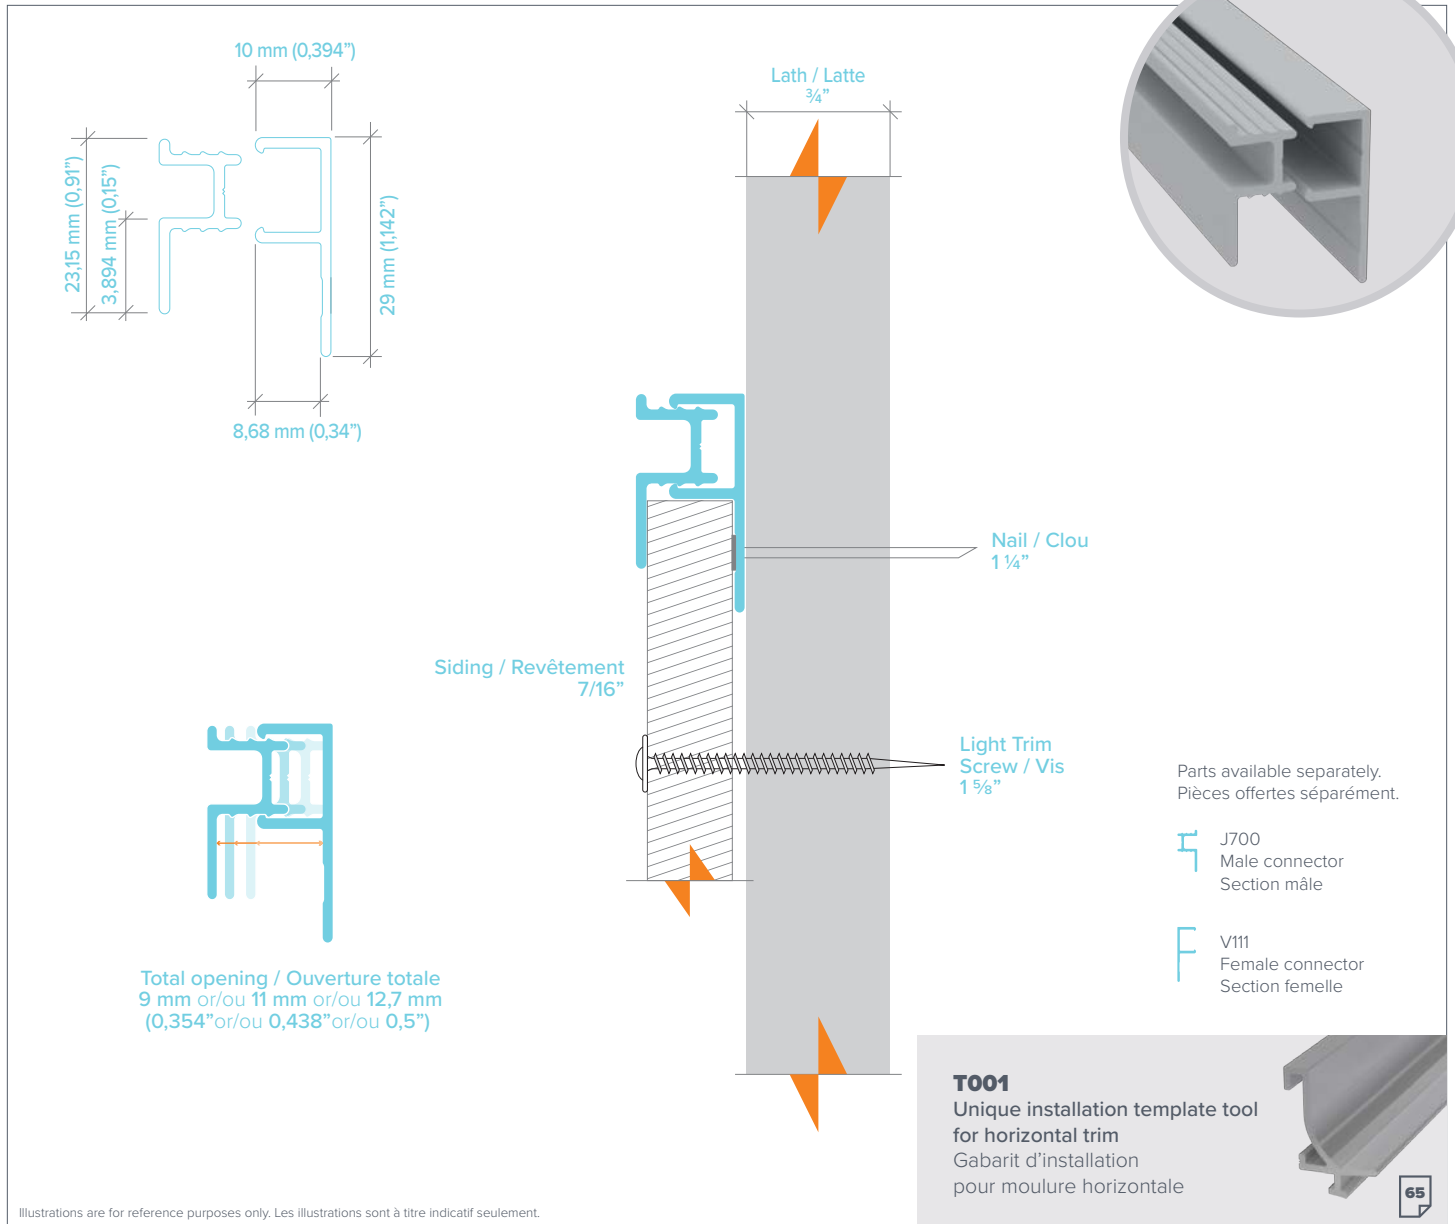 10 mm (0,394”)
23,15 mm (0,91”)
3,894 mm (0,15”)
29 mm (1,142”)
8,68 mm (0,34”)
Lath / Latte
¾”
Nail / Clou
1 ¼”
Siding / Revêtement
7/16”
Light Trim
Screw / Vis
1 ⅝”
Total opening / Ouverture totale
9 mm or/ou 11 mm or/ou 12,7 mm
(0,354”or/ou 0,438”or/ou 0,5”)
Parts available separately.
Pièces offertes séparément.
J700
Male connector
Section mâle
V111
Female connector
Section femelle
T001
Unique installation template tool
for horizontal trim
Gabarit d’installation
pour moulure horizontale
65
Illustrations are for reference purposes only. Les illustrations sont à titre indicatif seulement.